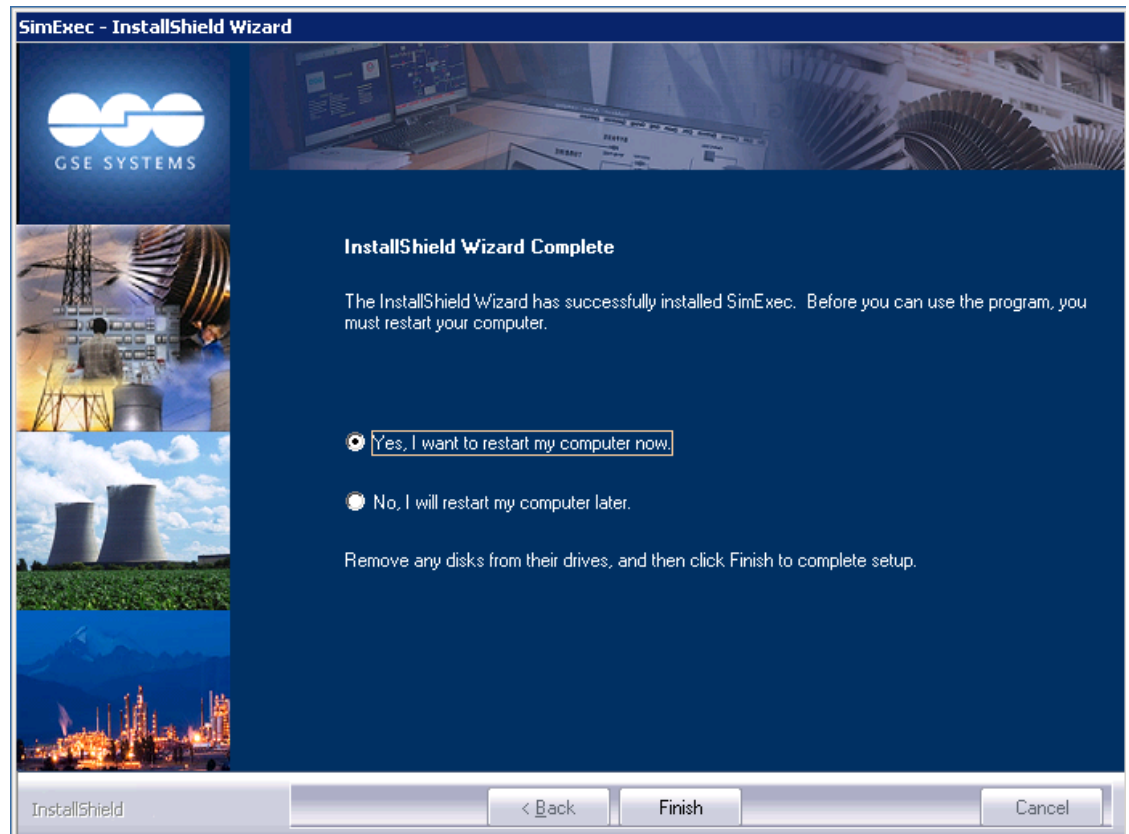 SimExec - InstallShield Wizard
GSE SYSTEMS
InstallShield Wizard Complete
The InstallShield Wizard has successfully installed SimExec.  Before you can use the program, you
must restart your computer.
Yes, I want to restart my computer now.
No, I will restart my computer later.
Remove any disks from their drives, and then click Finish to complete setup.
InstallShield
< Back
Finish
Cancel